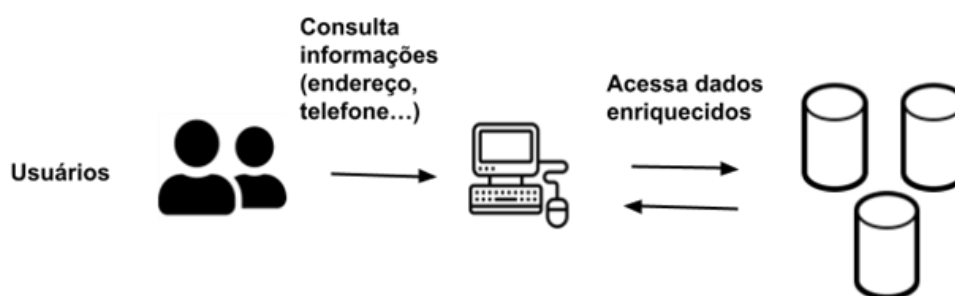 Consulta
informações
(endereço,
telefone...)
Acessa dados
enriquecidos
Usuários